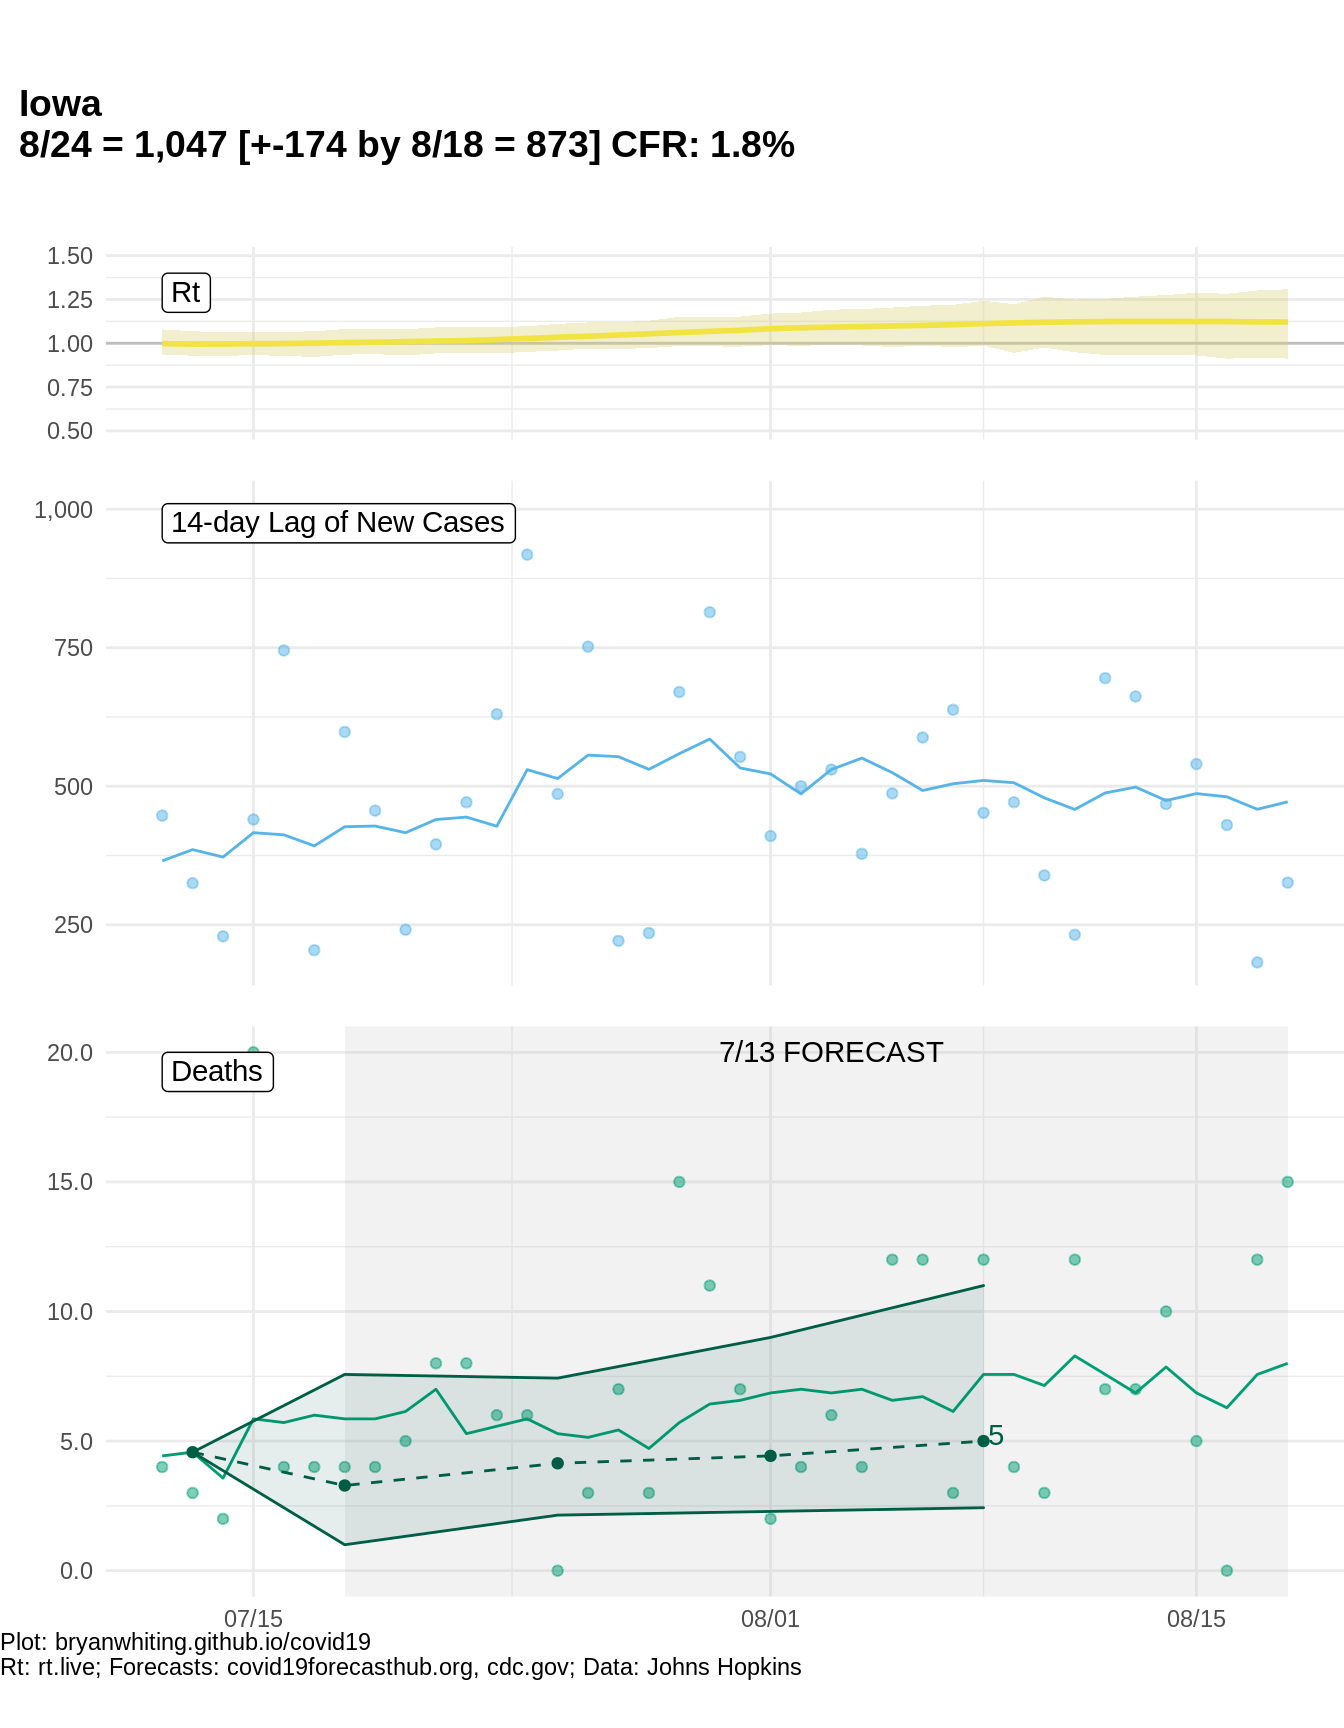 Iowa
8/24 = 1,047 [+-174 by 8/18 = 873] CFR: 1.8%
1.50
1.25
1.00
0.75
0.50
Rt
1,000
750
500
250
14-day Lag of New Cases
20.0
15.0
10.0
5.0
0.0
Deaths
7/13 FORECAST
5
07/15
08/01
08/15
Plot: bryanwhiting.github.io/covid19
Rt: rt.live; Forecasts: covid19forecasthub.org, cdc.gov; Data: Johns Hopkins